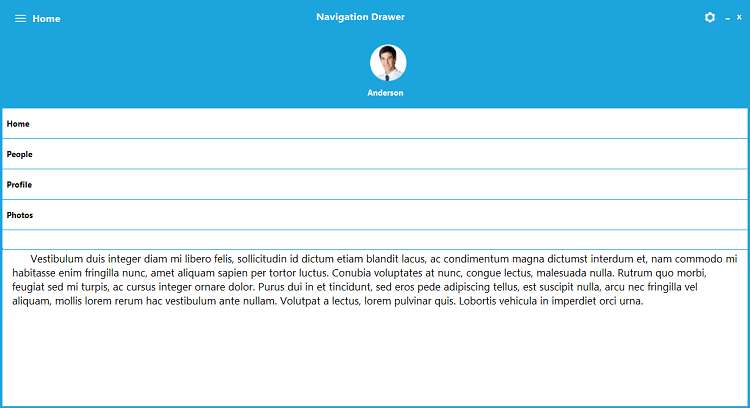 Home
Navigation Drawer
Anderson
Home
People
Profile
Photos
Vestibulum duis integer diam mi libero felis, sollicitudin id dictum etiam blandit lacus, ac condimentum magna dictumst interdum et, nam commodo mi
habitasse enim fringilla nunc, amet aliquam sapien per tortor luctus. Conubia voluptates at nunc, congue lectus, malesuada nulla. Rutrum quo morbi,
feugiat sed mi turpis, ac cursus integer ornare dolor. Purus dui in et tincidunt, sed eros pede adipiscing tellus, est suscipit nulla, arcu nec fringilla vel
aliquam, mollis lorem rerum hac vestibulum ante nullam. Volutpat a lectus, lorem pulvinar quis. Lobortis vehicula in imperdiet orci urna.